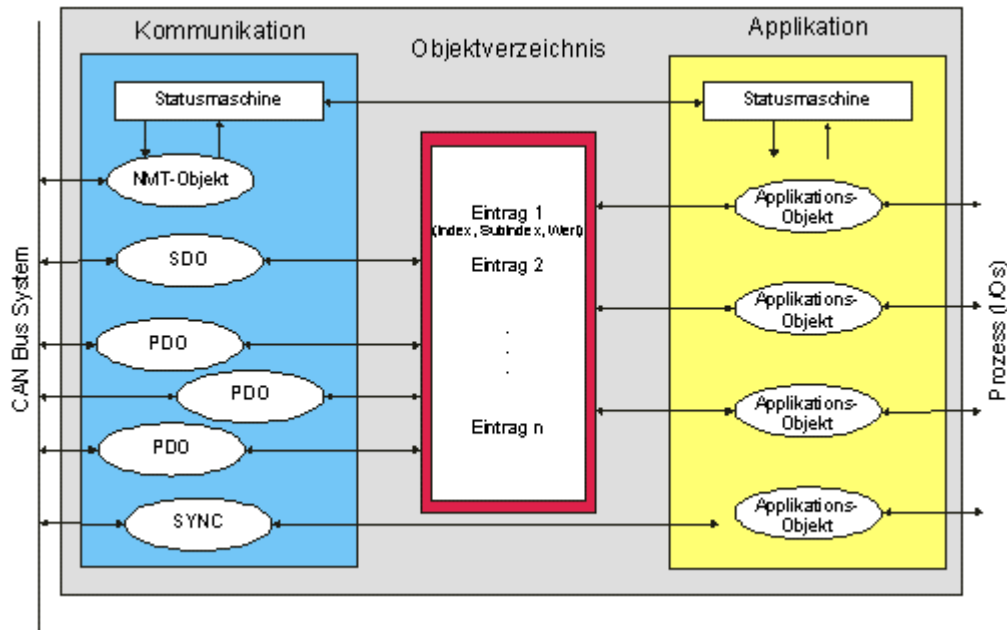 Kommunikation
Objektverzeichnis
Applikation
Statusmaschine
Statusmaschine
NMT-Objekt
SDO
PDO
PDO
PDO
SYNC
Eintrag 1
(Index, Subindex, Wert)
Eintrag 2
.
.
.
Eintrag n
Applikations-
Objekt
Applikations-
Objekt
Applikations-
Objekt
Applikations-
Objekt
CAN Bus System
Prozess (I/Os)